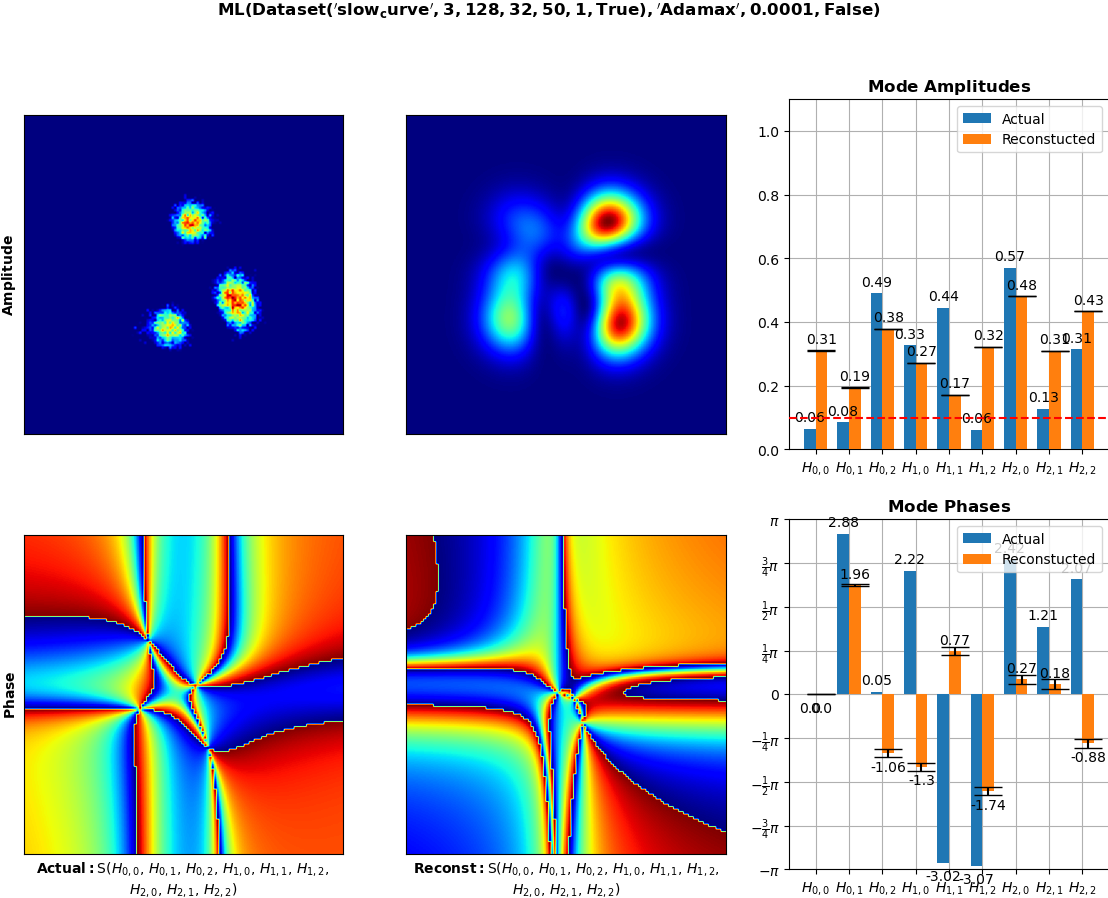 ML(Dataset('slow_curve', 3, 128, 32, 50, 1, True), 'Adamax', 0.0001, False)
Amplitude
Mode Amplitudes
Actual
Reconstucted
1.0
0.8
0.6
0.4
0.2
0.0
0.06 0.08 0.49 0.33 0.44 0.06 0.57 0.13 0.31
0.31 0.19 0.38 0.27 0.17 0.32 0.48 0.31 0.43
H0,0 H0,1 H0,2 H1,0 H1,1 H1,2 H2,0 H2,1 H2,2
Phase
Mode Phases
Actual
Reconstucted
π
3/4π
1/2π
1/4π
0
−1/4π
−1/2π
−3/4π
−π
0.0 2.88 0.05 2.22 -3.02 -3.07 2.42 1.21 2.07
0.0 1.96 -1.06 -1.3 0.77 -1.74 0.27 0.18 -0.88
H0,0 H0,1 H0,2 H1,0 H1,1 H1,2 H2,0 H2,1 H2,2
Actual: S(H0,0, H0,1, H0,2, H1,0, H1,1, H1,2,
H2,0, H2,1, H2,2)
Reconst: S(H0,0, H0,1, H0,2, H1,0, H1,1, H1,2,
H2,0, H2,1, H2,2)